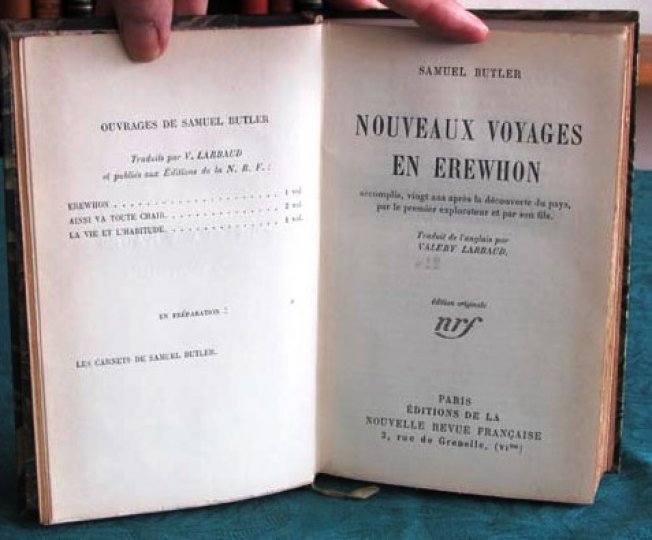 OUVRAGES DE SAMUEL BUTLER
Traduits par V. LARBAUD
et publiés aux Éditions de la N. R. F. :
EREWHON . . . . . . . . . . . . . . . . . . . . 1 vol.
AINSI VA TOUTE CHAIR. . . . . . . . . . . . . . 2 vol.
LA VIE ET L'HABITUDE. . . . . . . . . . . . . . 1 vol.
EN PRÉPARATION :
LES CARNETS DE SAMUEL BUTLER.
SAMUEL BUTLER
NOUVEAUX VOYAGES
EN EREWHON
accomplis, vingt ans après la découverte du pays,
par le premier explorateur et par son fils.
Traduit de l'anglais par
VALERY LARBAUD.
édition originale
nrf
PARIS
ÉDITIONS DE LA
NOUVELLE REVUE FRANÇAISE
3, rue de Grenelle, (VIme)